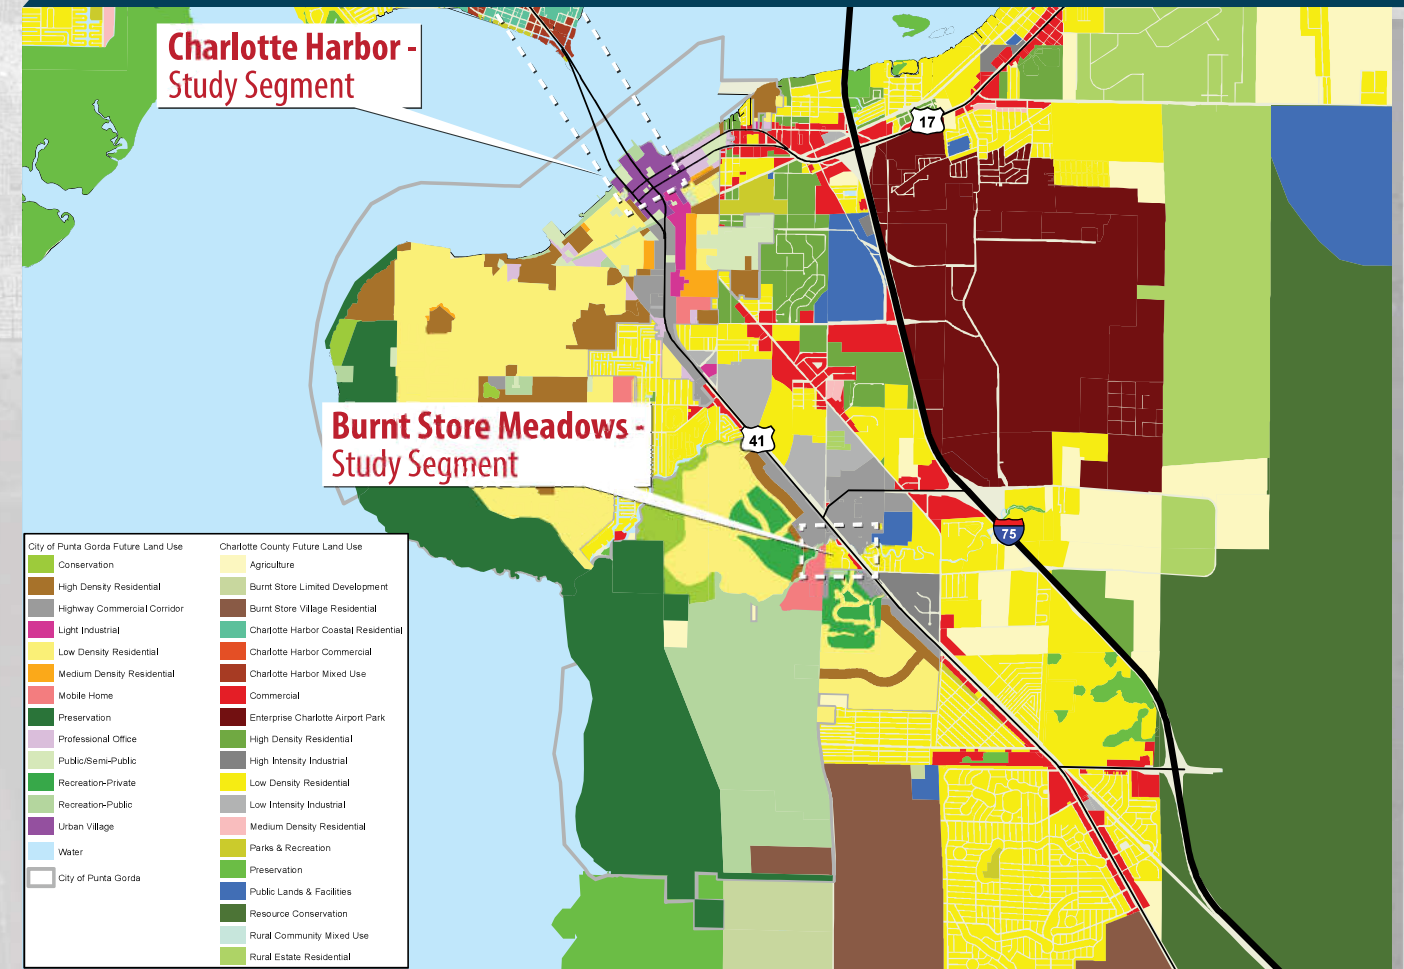 Charlotte Harbor -
Study Segment
17
Burnt Store Meadows -
Study Segment
41
75
City of Punta Gorda Future Land Use
Conservation
High Density Residential
Highway Commercial Corridor
Light Industrial
Low Density Residential
Medium Density Residential
Mobile Home
Preservation
Professional Office
Public/Semi-Public
Recreation-Private
Recreation-Public
Urban Village
Water
City of Punta Gorda
Charlotte County Future Land Use
Agriculture
Burnt Store Limited Development
Burnt Store Village Residential
Charlotte Harbor Coastal Residential
Charlotte Harbor Commercial
Charlotte Harbor Mixed Use
Commercial
Enterprise Charlotte Airport Park
High Density Residential
High Intensity Industrial
Low Density Residential
Low Intensity Industrial
Medium Density Residential
Parks & Recreation
Preservation
Public Lands & Facilities
Resource Conservation
Rural Community Mixed Use
Rural Estate Residential